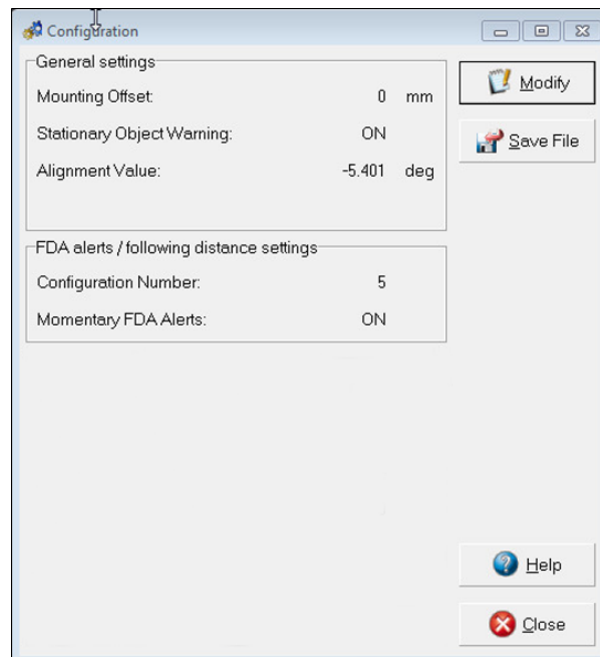 Configuration
General settings
Mounting Offset: 0 mm
Stationary Object Warning: ON
Alignment Value: -5.401 deg
FDA alerts / following distance settings
Configuration Number: 5
Momentary FDA Alerts: ON
Modify
Save File
Help
Close